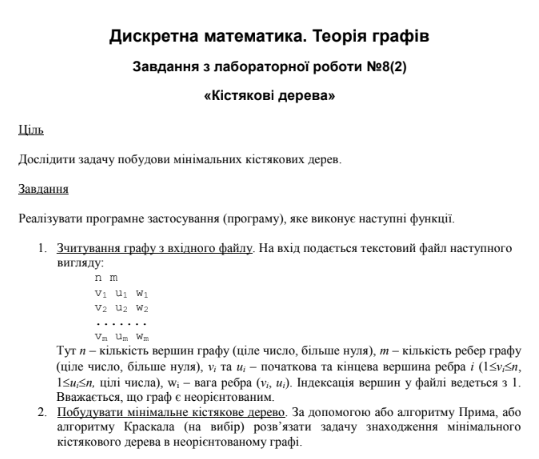 Дискретна математика. Теорія графів
Завдання з лабораторної роботи №8(2)
«Кістякові дерева»
Ціль
Дослідити задачу побудови мінімальних кістякових дерев.
Завдання
Реалізувати програмне застосування (програму), яке виконує наступні функції.
1. Зчитування графу з вхідного файлу. На вхід подається текстовий файл наступного
вигляду:
n m
v₁ u₁ w₁
v₂ u₂ w₂
.......
vₘ uₘ wₘ
Тут n – кількість вершин графу (ціле число, більше нуля), m – кількість ребер графу
(ціле число, більше нуля), vᵢ та uᵢ – початкова та кінцева вершина ребра i (1≤vᵢ≤n,
1≤uᵢ≤n, цілі числа), wᵢ – вага ребра (vᵢ, uᵢ). Індексація вершин у файлі ведеться з 1.
Вважається, що граф є неорієнтованим.
2. Побудувати мінімальне кістякове дерево. За допомогою або алгоритму Прима, або
алгоритму Краскала (на вибір) розв’язати задачу знаходження мінімального
кістякового дерева в неорієнтованому графі.